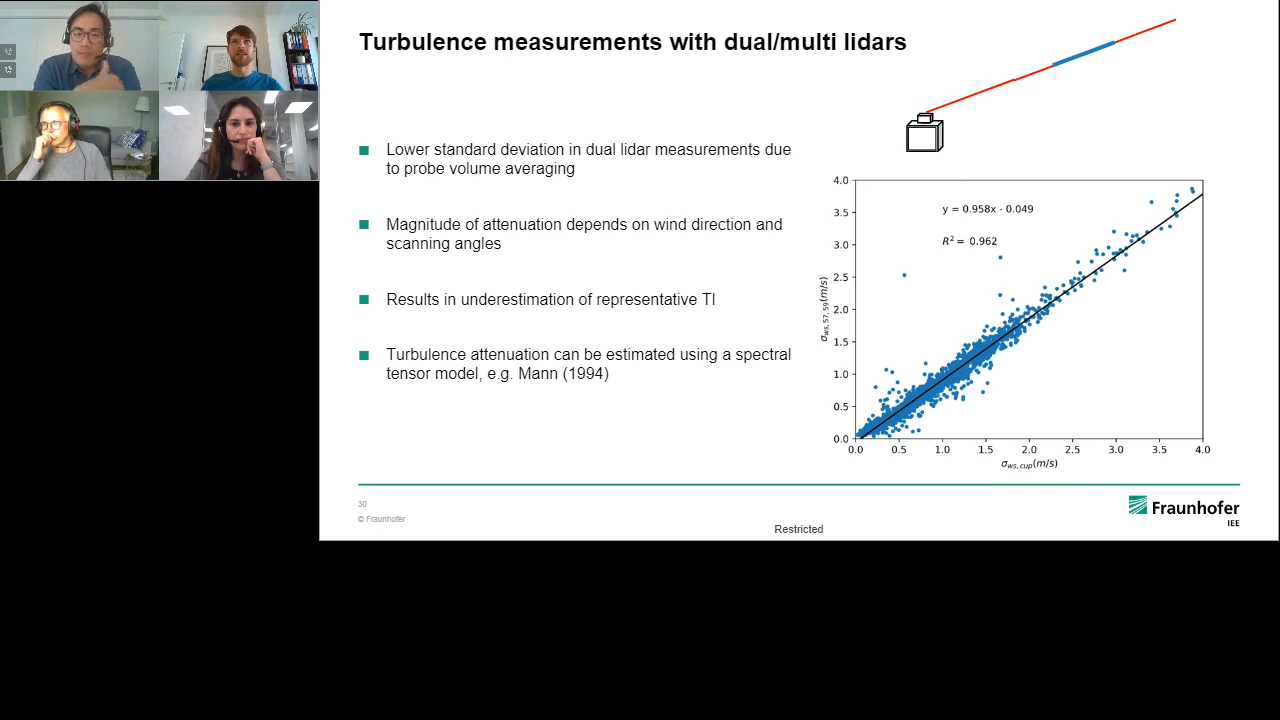 Turbulence measurements with dual/multi lidars
Lower standard deviation in dual lidar measurements due
to probe volume averaging
Magnitude of attenuation depends on wind direction and
scanning angles
Results in underestimation of representative TI
Turbulence attenuation can be estimated using a spectral
tensor model, e.g. Mann (1994)
y = 0.958x - 0.049
R² = 0.962
4.0
3.5
3.0
2.5
2.0
1.5
1.0
0.5
0.0
σws,57,59(m/s)
0.0 0.5 1.0 1.5 2.0 2.5 3.0 3.5 4.0
σws,cup(m/s)
30
© Fraunhofer
Restricted
Fraunhofer
IEE